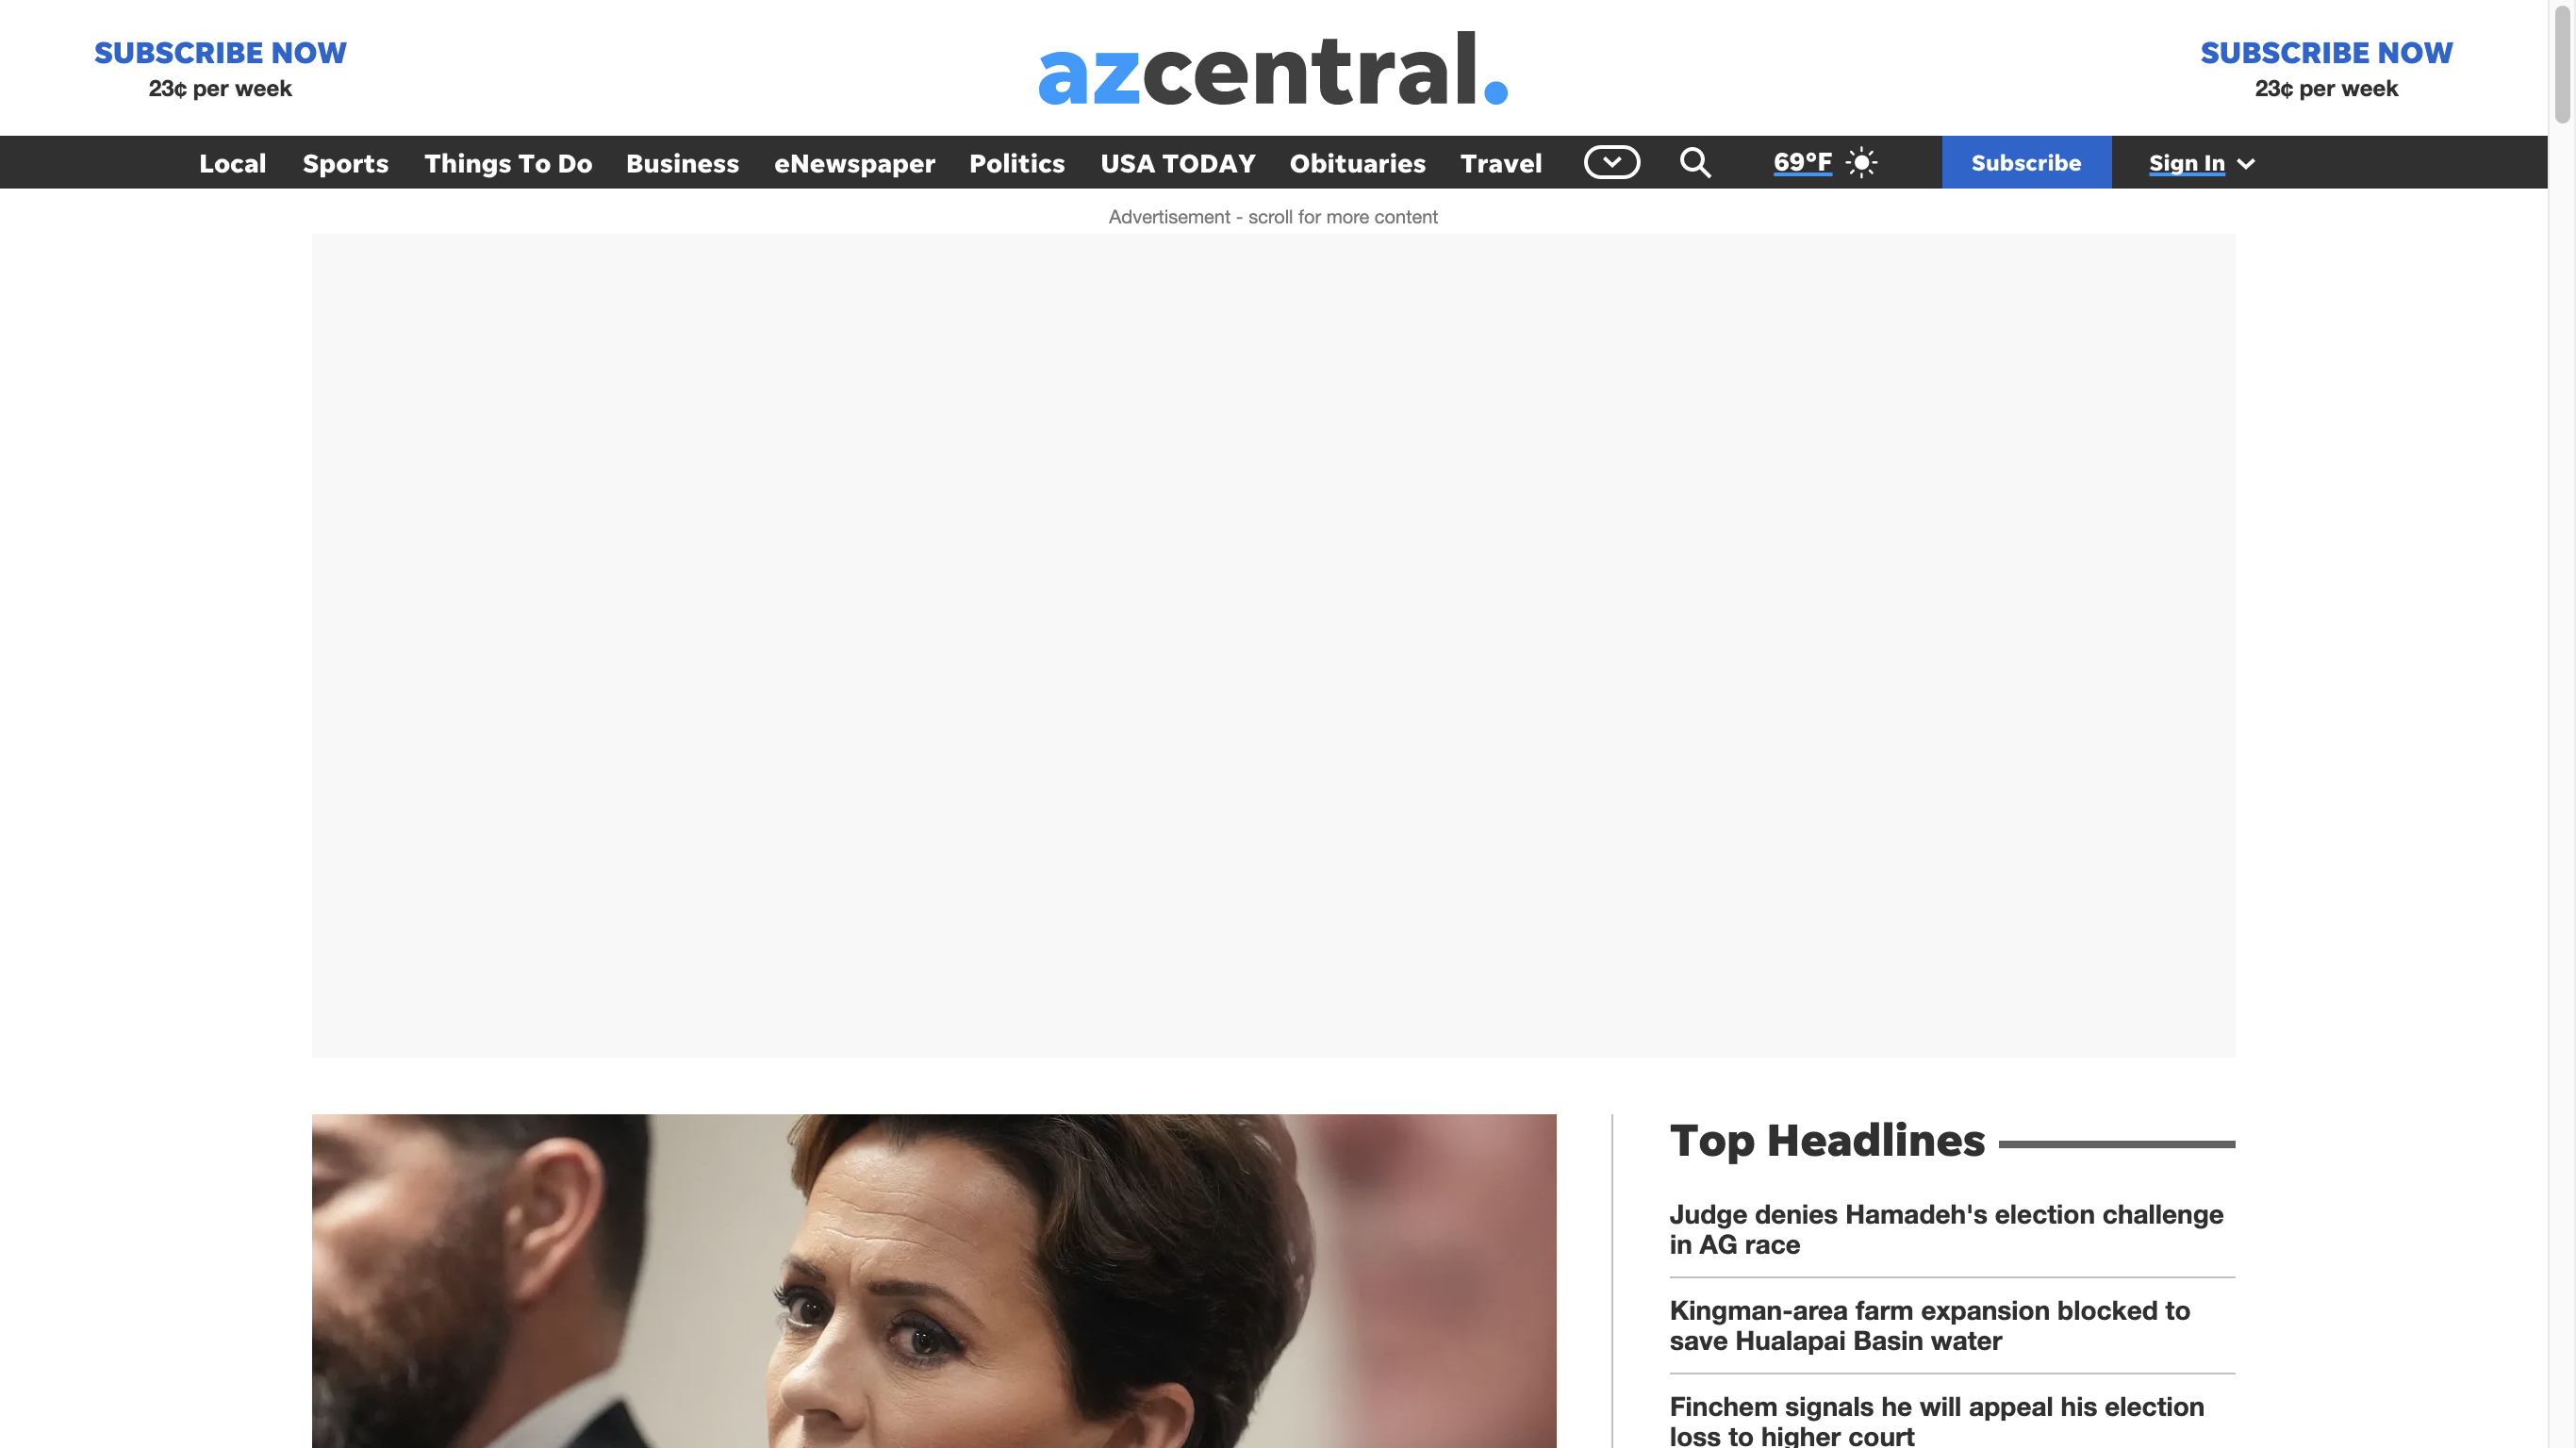 SUBSCRIBE NOW
23¢ per week
azcentral.
SUBSCRIBE NOW
23¢ per week
Local Sports Things To Do Business eNewspaper Politics USA TODAY Obituaries Travel 69°F Subscribe Sign In
Advertisement - scroll for more content
Top Headlines
Judge denies Hamadeh's election challenge
in AG race
Kingman-area farm expansion blocked to
save Hualapai Basin water
Finchem signals he will appeal his election
loss to higher court